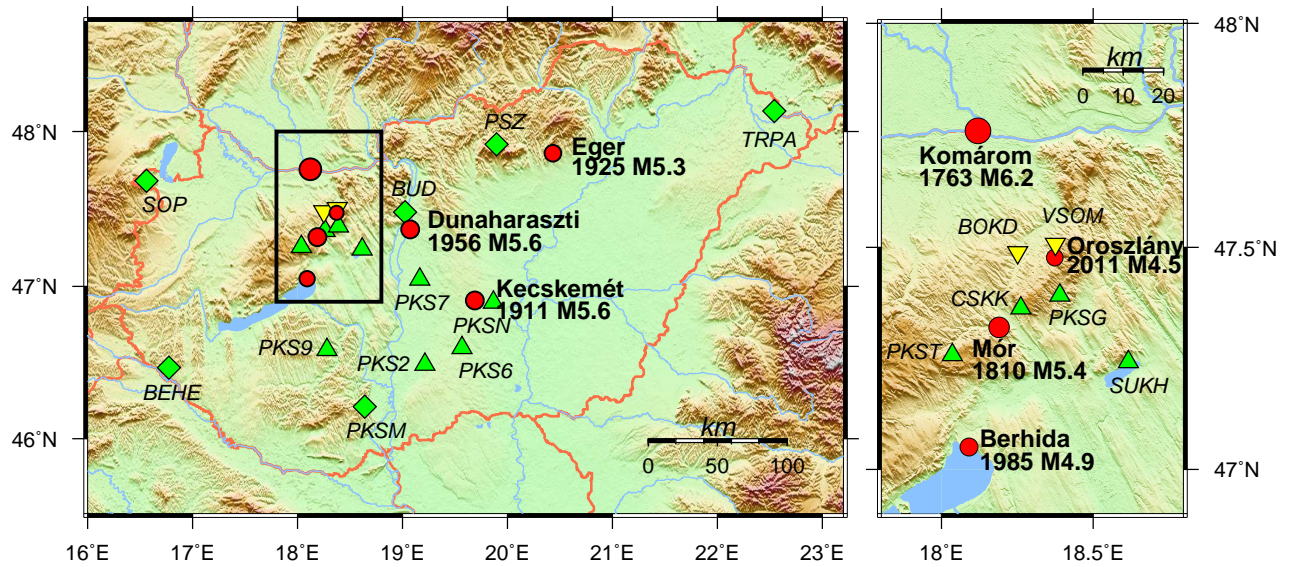 48˚N
47˚N
46˚N
16˚E
17˚E
18˚E
19˚E
20˚E
21˚E
22˚E
23˚E
PSZ
TRPA
Eger
1925 M5.3
SOP
BUD
Dunaharaszti
1956 M5.6
Kecskemét
1911 M5.6
PKS7
PKSN
PKS9
PKS2
PKS6
BEHE
PKSM
km
0 50 100
48˚N
47.5˚N
47˚N
18˚E
18.5˚E
km
0 10 20
Komárom
1763 M6.2
VSOM
BOKD
Oroszlány
2011 M4.5
CSKK
PKSG
PKST
Mór
1810 M5.4
SUKH
Berhida
1985 M4.9